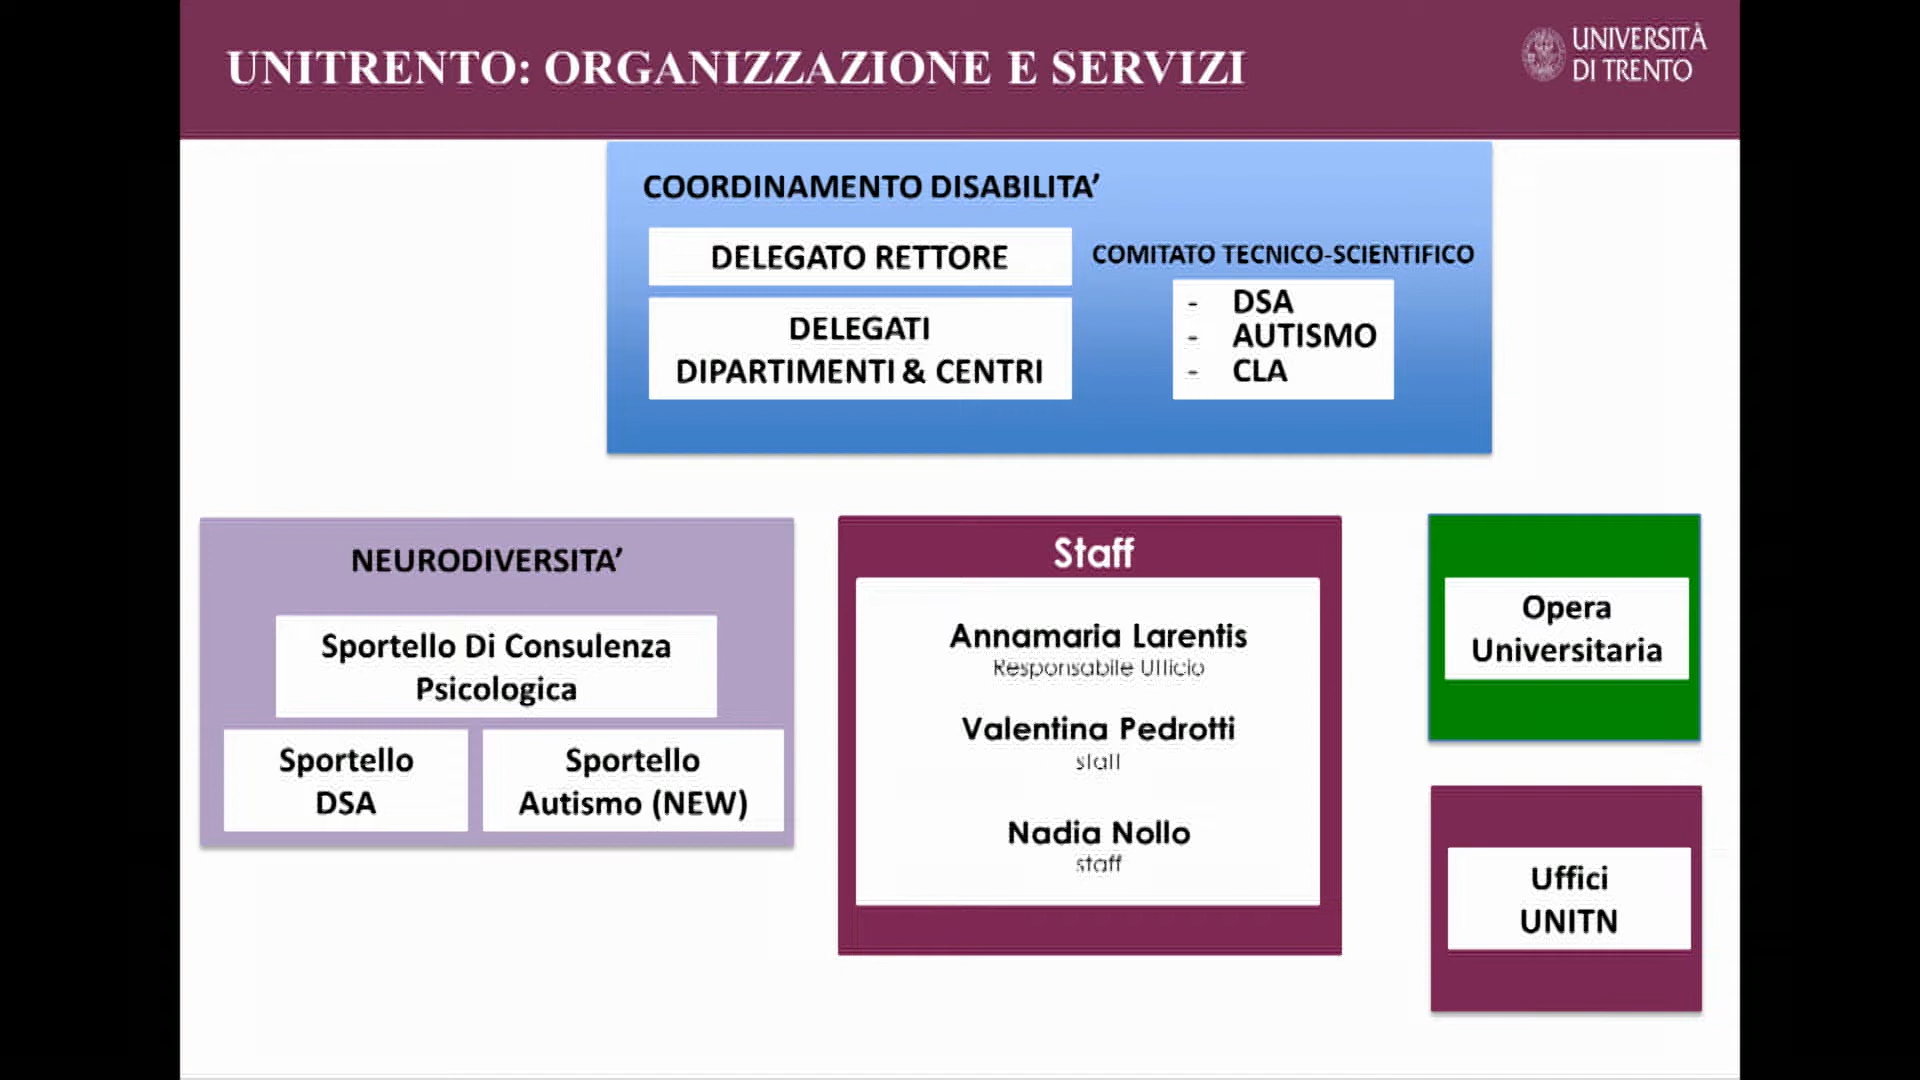 UNITRENTO: ORGANIZZAZIONE E SERVIZI
UNIVERSITÀ
DI TRENTO
COORDINAMENTO DISABILITA’
DELEGATO RETTORE
DELEGATI
DIPARTIMENTI & CENTRI
COMITATO TECNICO-SCIENTIFICO
- DSA
- AUTISMO
- CLA
NEURODIVERSITA’
Sportello Di Consulenza
Psicologica
Sportello
DSA
Sportello
Autismo (NEW)
Staff
Annamaria Larentis
Responsabile Ufficio
Valentina Pedrotti
staff
Nadia Nollo
staff
Opera
Universitaria
Uffici
UNITN